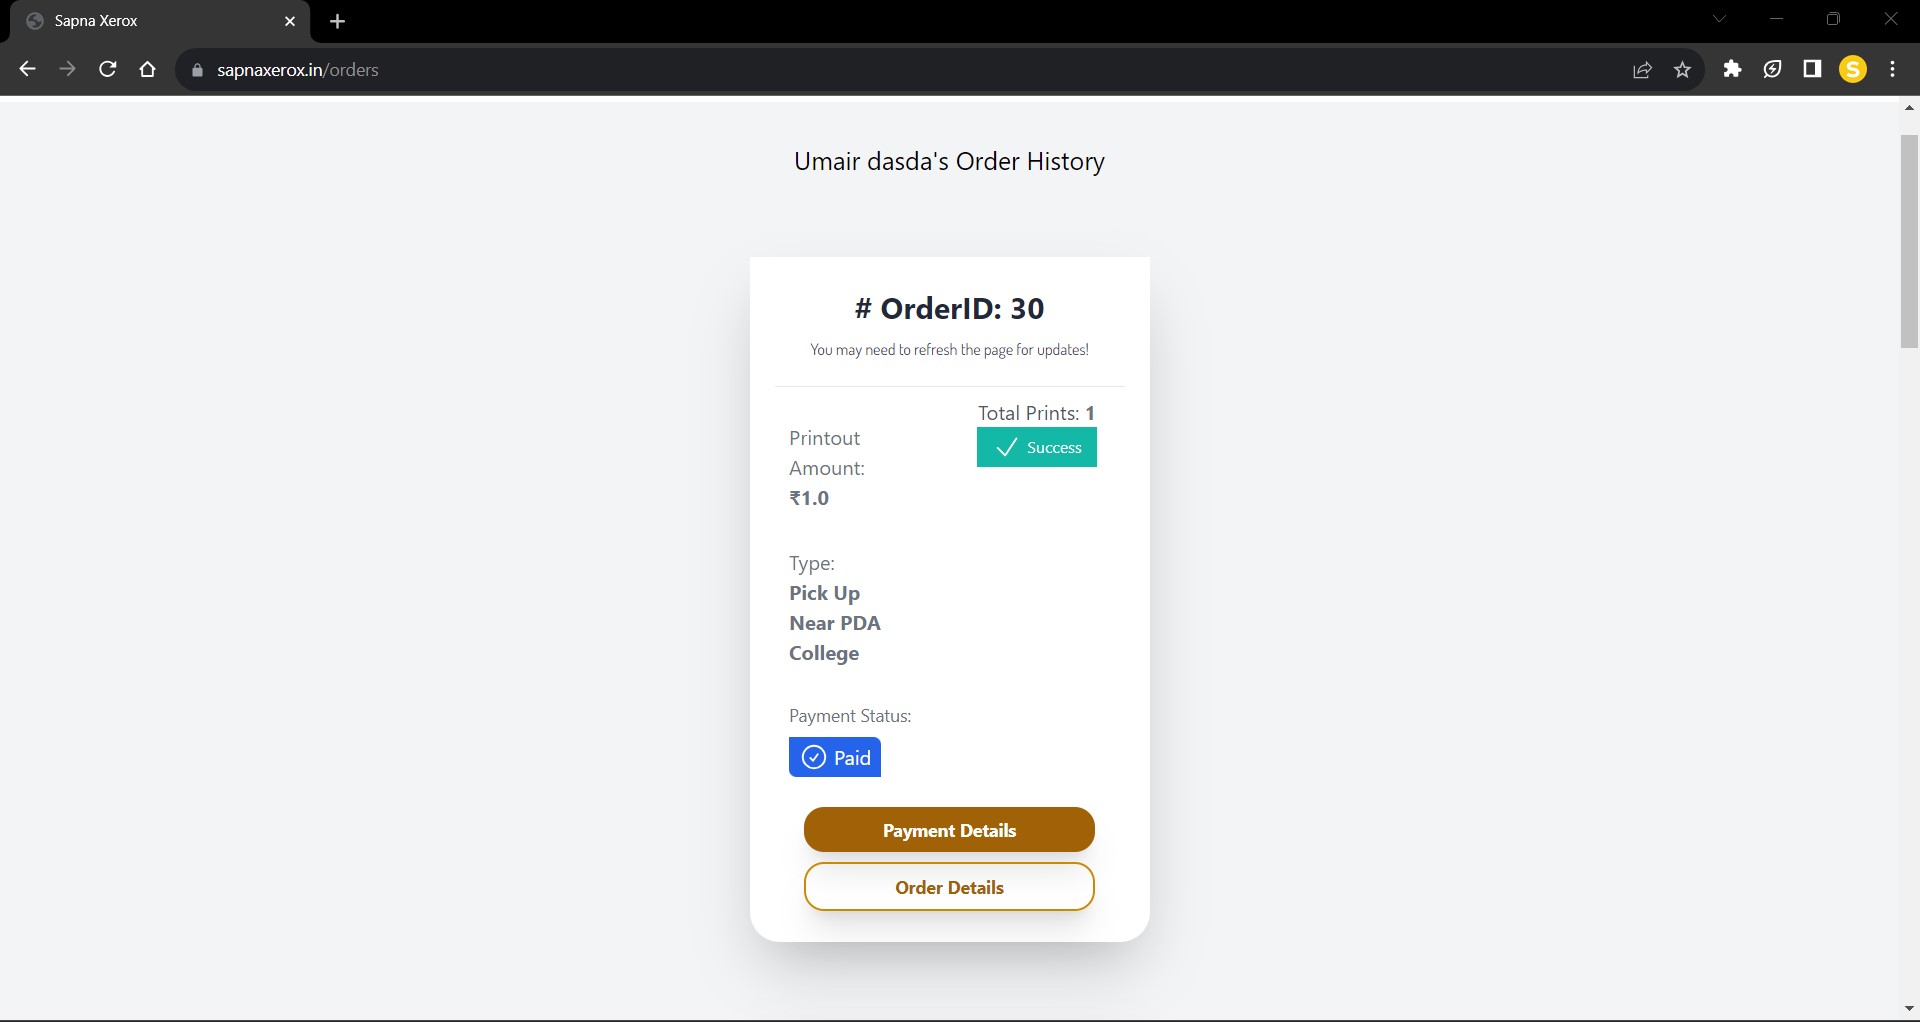 Sapna Xerox
sapnaxerox.in/orders
S
Umair dasda's Order History
# OrderID: 30
You may need to refresh the page for updates!
Total Prints: 1
Success
Printout
Amount:
₹1.0
Type:
Pick Up
Near PDA
College
Payment Status:
Paid
Payment Details
Order Details